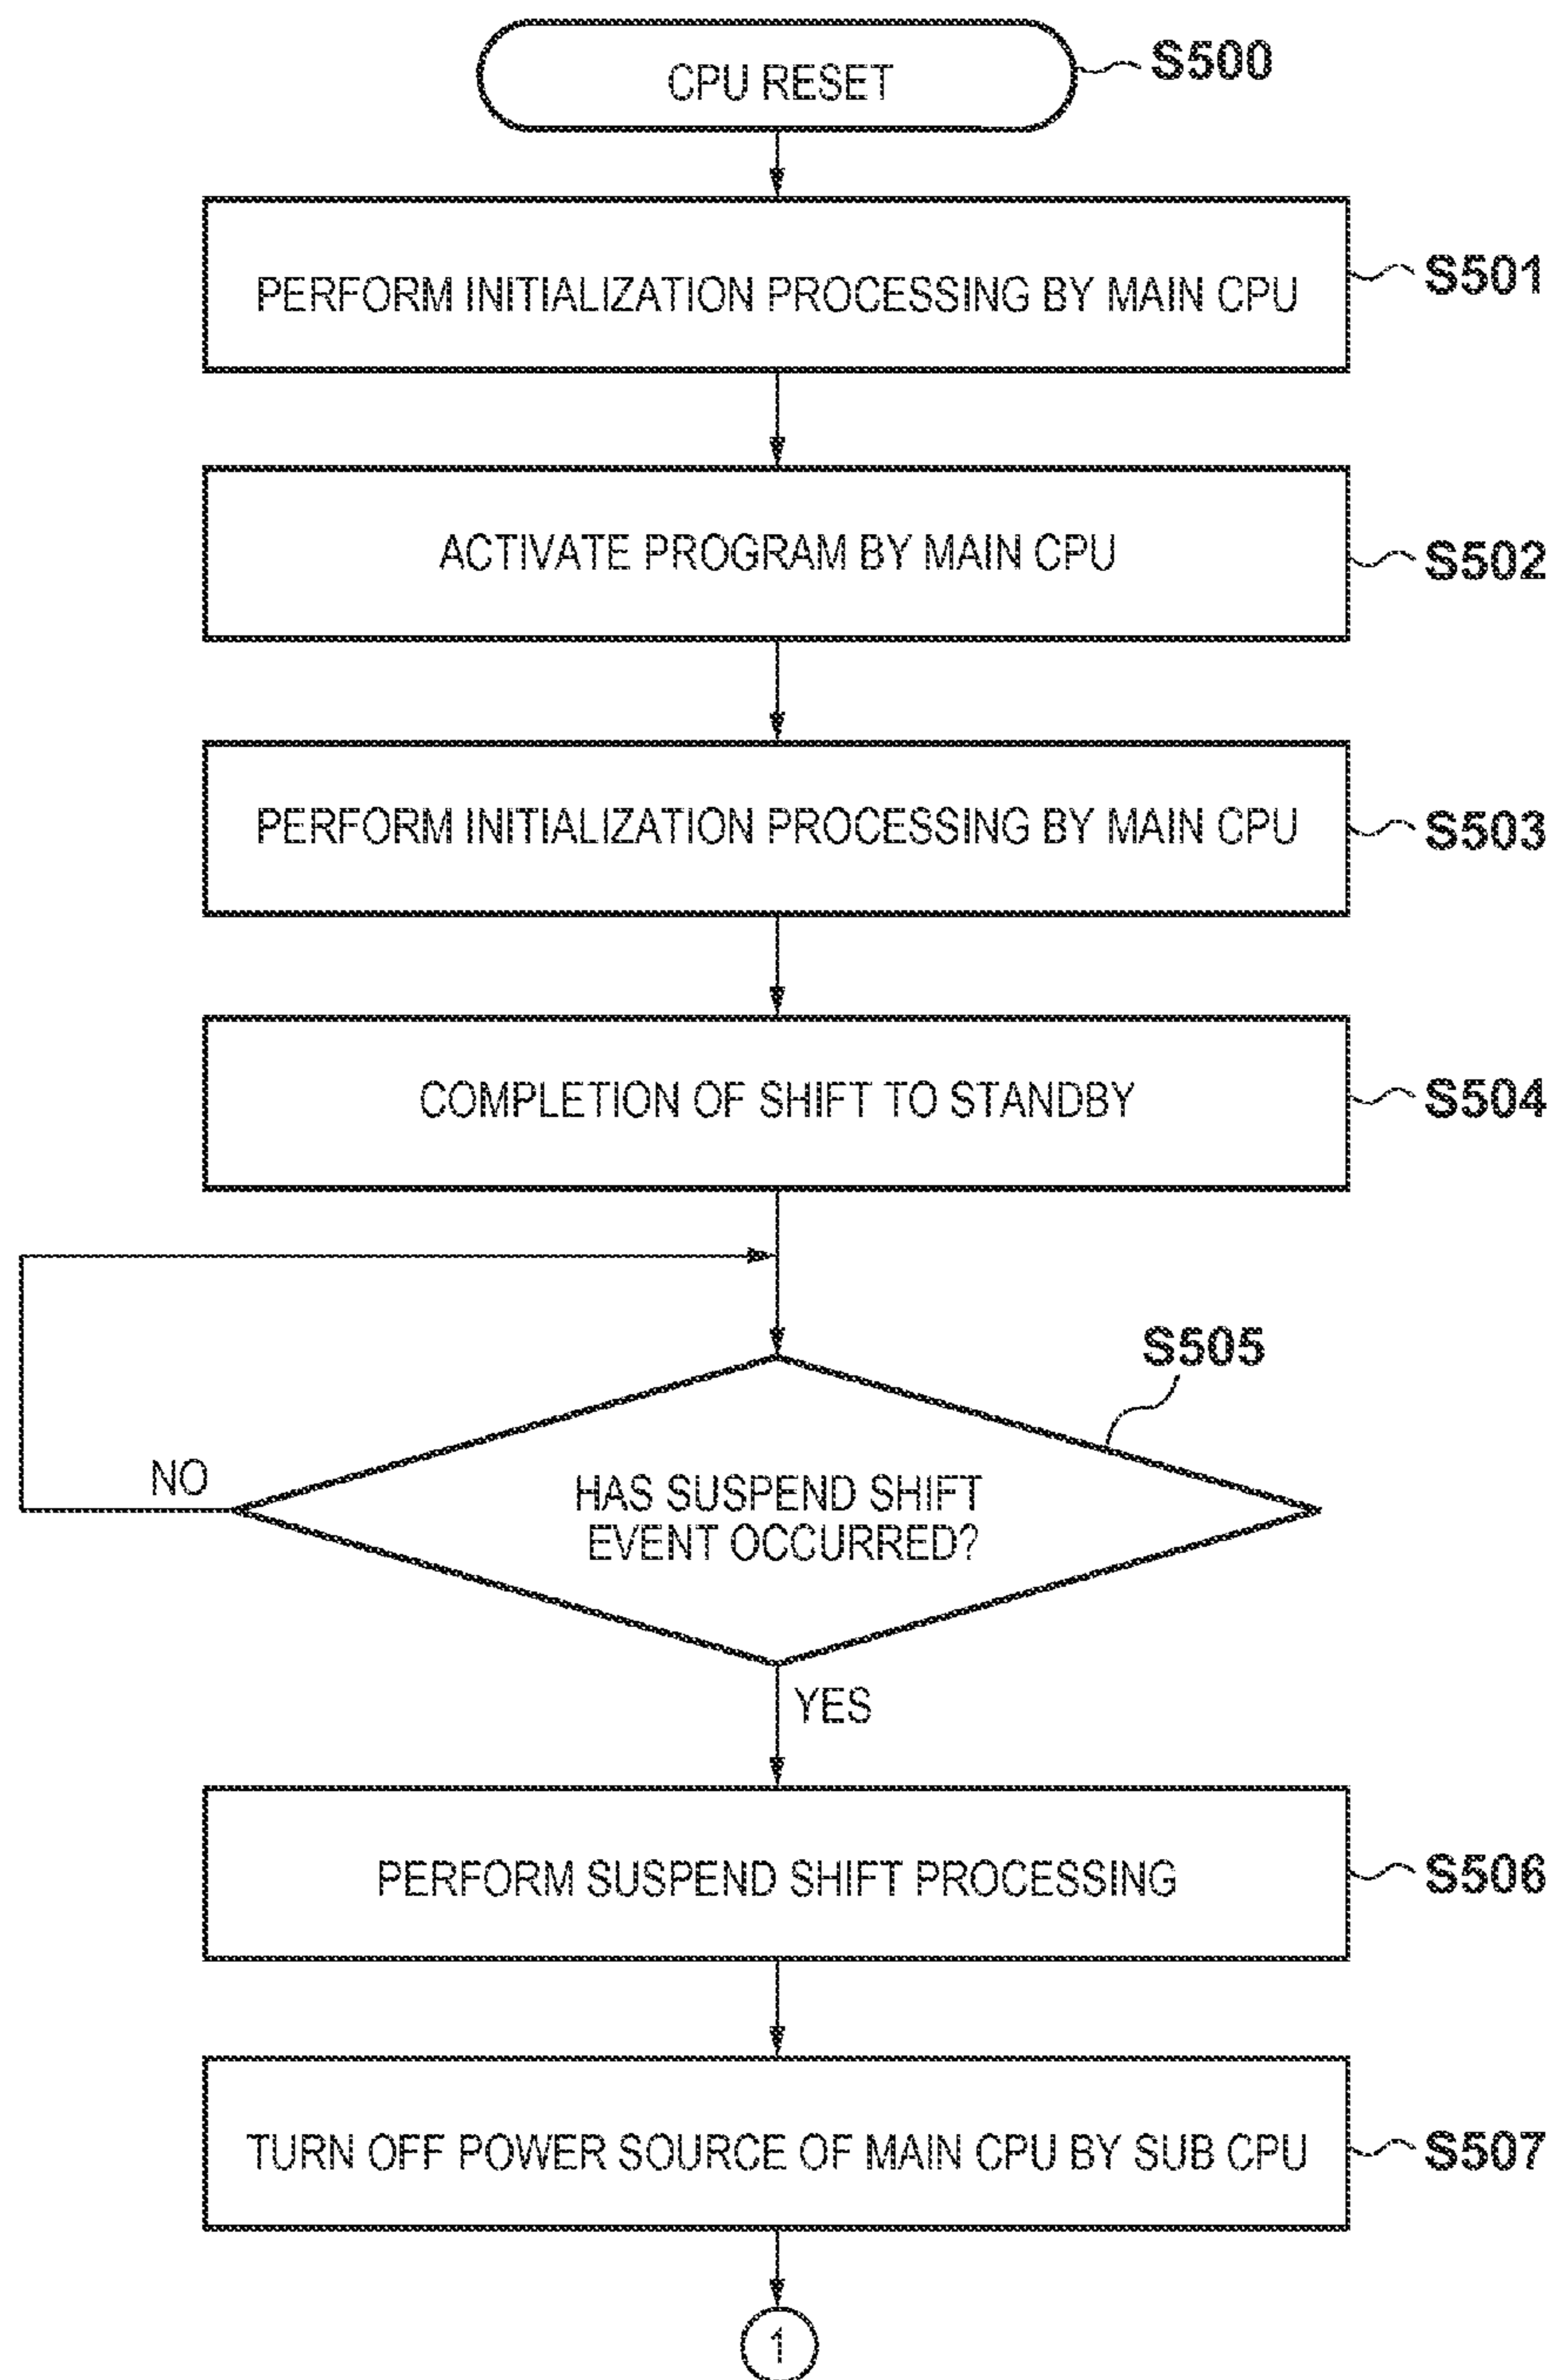 CPU RESET
S500
PERFORM INITIALIZATION PROCESSING BY MAIN CPU
S501
ACTIVATE PROGRAM BY MAIN CPU
S502
PERFORM INITIALIZATION PROCESSING BY MAIN CPU
S503
COMPLETION OF SHIFT TO STANDBY
S504
S505
NO
HAS SUSPEND SHIFT
EVENT OCCURRED?
YES
PERFORM SUSPEND SHIFT PROCESSING
S506
TURN OFF POWER SOURCE OF MAIN CPU BY SUB CPU
S507
1